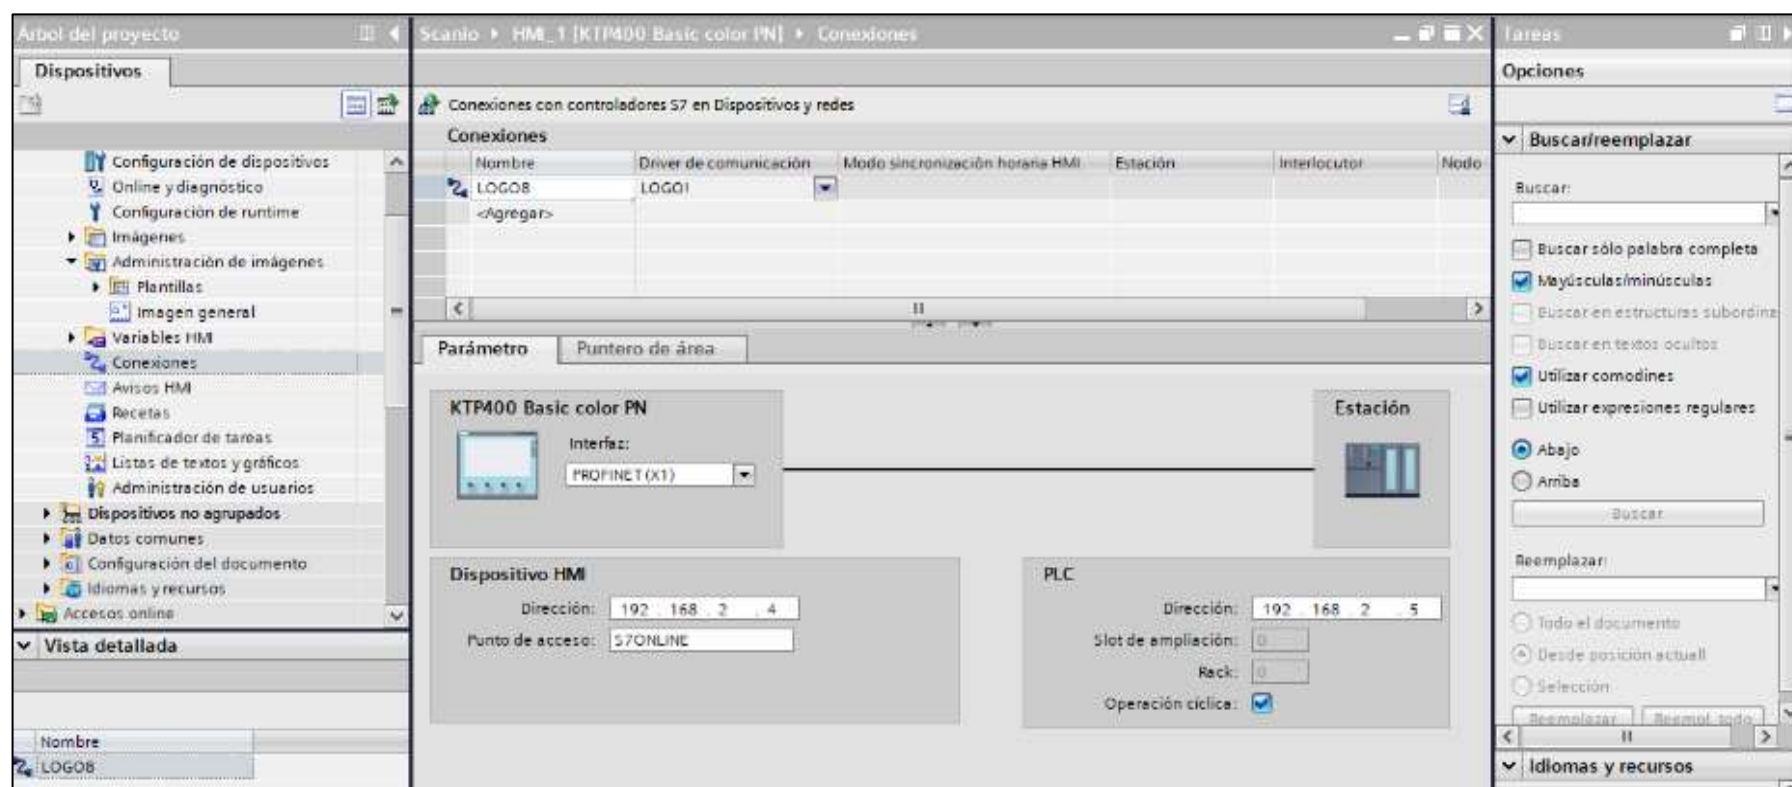 Árbol del proyecto
Dispositivos
Configuración de dispositivos
Online y diagnóstico
Configuración de runtime
Imágenes
Administración de imágenes
Plantillas
Imagen general
Variables HMI
Conexiones
Avisos HMI
Recetas
Planificador de tareas
Listas de textos y gráficos
Administración de usuarios
Dispositivos no agrupados
Datos comunes
Configuración del documento
Idiomas y recursos
Accesos online
Vista detallada
Nombre
LOGO8
Scanio HMI_1 [KTP400 Basic color PN] Conexiones
Conexiones con controladores S7 en Dispositivos y redes
Conexiones
Nombre Driver de comunicación Modo sincronización horaria HMI Estación Interlocutor Nodo
LOGO8 LOGO!
<Agregar>
Parámetro Puntero de área
KTP400 Basic color PN
Interfaz:
PROFINET (X1)
Estación
Dispositivo HMI
Dirección: 192 . 168 . 2 . 4
Punto de acceso: S7ONLINE
PLC
Dirección: 192 . 168 . 2 . 5
Slot de ampliación: 0
Rack: 0
Operación cíclica:
Tareas
Opciones
Buscar/reemplazar
Buscar:
Buscar sólo palabra completa
Mayúsculas/minúsculas
Buscar en estructuras subordina
Buscar en textos ocultos
Utilizar comodines
Utilizar expresiones regulares
Abajo
Arriba
Buscar
Reemplazar:
Todo el documento
Desde posición actuall
Selección
Reemplazar Reempl. todo
Idiomas y recursos